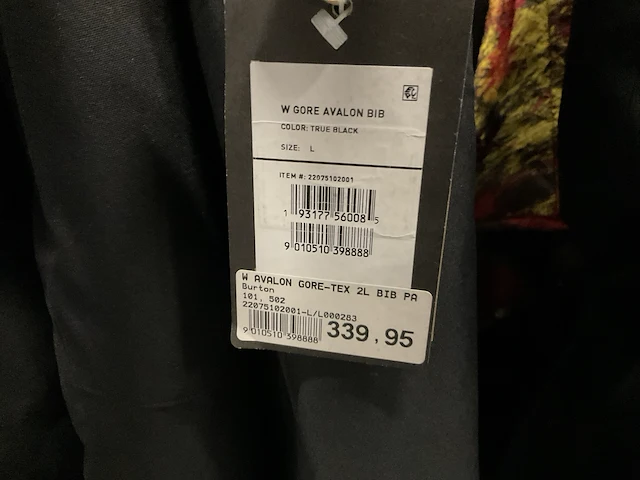 W GORE AVALON BIB
COLOR: TRUE BLACK
SIZE: L
ITEM #: 22075102001
1 93177 56008 5
9 010510 398888
W AVALON GORE-TEX 2L BIB PA
Burton
101, 502
22075102001-L/L000283
9 010510 398888
339,95